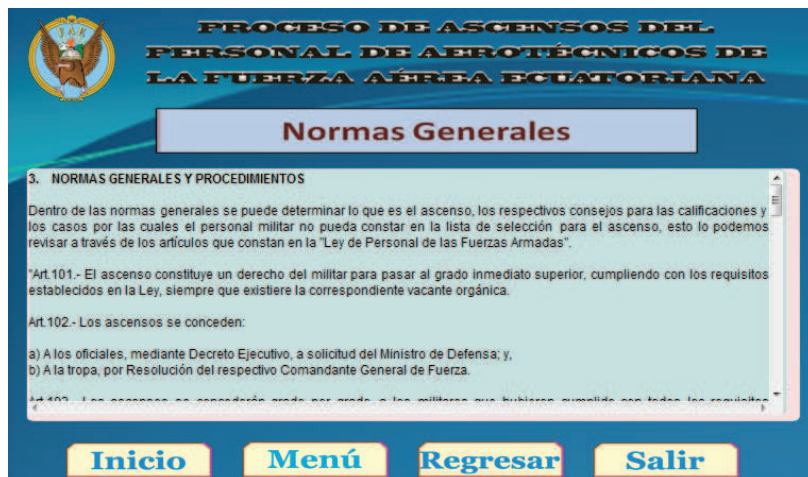 PROCESO DE ASCENSOS DEL
PERSONAL DE AEROTÉCNICOS DE
LA FUERZA AÉREA ECUATORIANA
Normas Generales
3. NORMAS GENERALES Y PROCEDIMIENTOS
Dentro de las normas generales se puede determinar lo que es el ascenso, los respectivos consejos para las calificaciones y
los casos por las cuales el personal militar no pueda constar en la lista de selección para el ascenso, esto lo podemos
revisar a través de los artículos que constan en la "Ley de Personal de las Fuerzas Armadas".
"Art.101.- El ascenso constituye un derecho del militar para pasar al grado inmediato superior, cumpliendo con los requisitos
establecidos en la Ley, siempre que existiere la correspondiente vacante orgánica.
Art.102.- Los ascensos se conceden:
a) A los oficiales, mediante Decreto Ejecutivo, a solicitud del Ministro de Defensa; y,
b) A la tropa, por Resolución del respectivo Comandante General de Fuerza.
Inicio Menú Regresar Salir